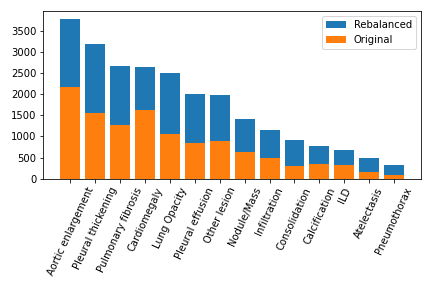 Rebalanced
Original
3500
3000
2500
2000
1500
1000
500
0
Aortic enlargement
Pleural thickening
Pulmonary fibrosis
Cardiomegaly
Lung Opacity
Pleural effusion
Other lesion
Nodule/Mass
Infiltration
Consolidation
Calcification
ILD
Atelectasis
Pneumothorax